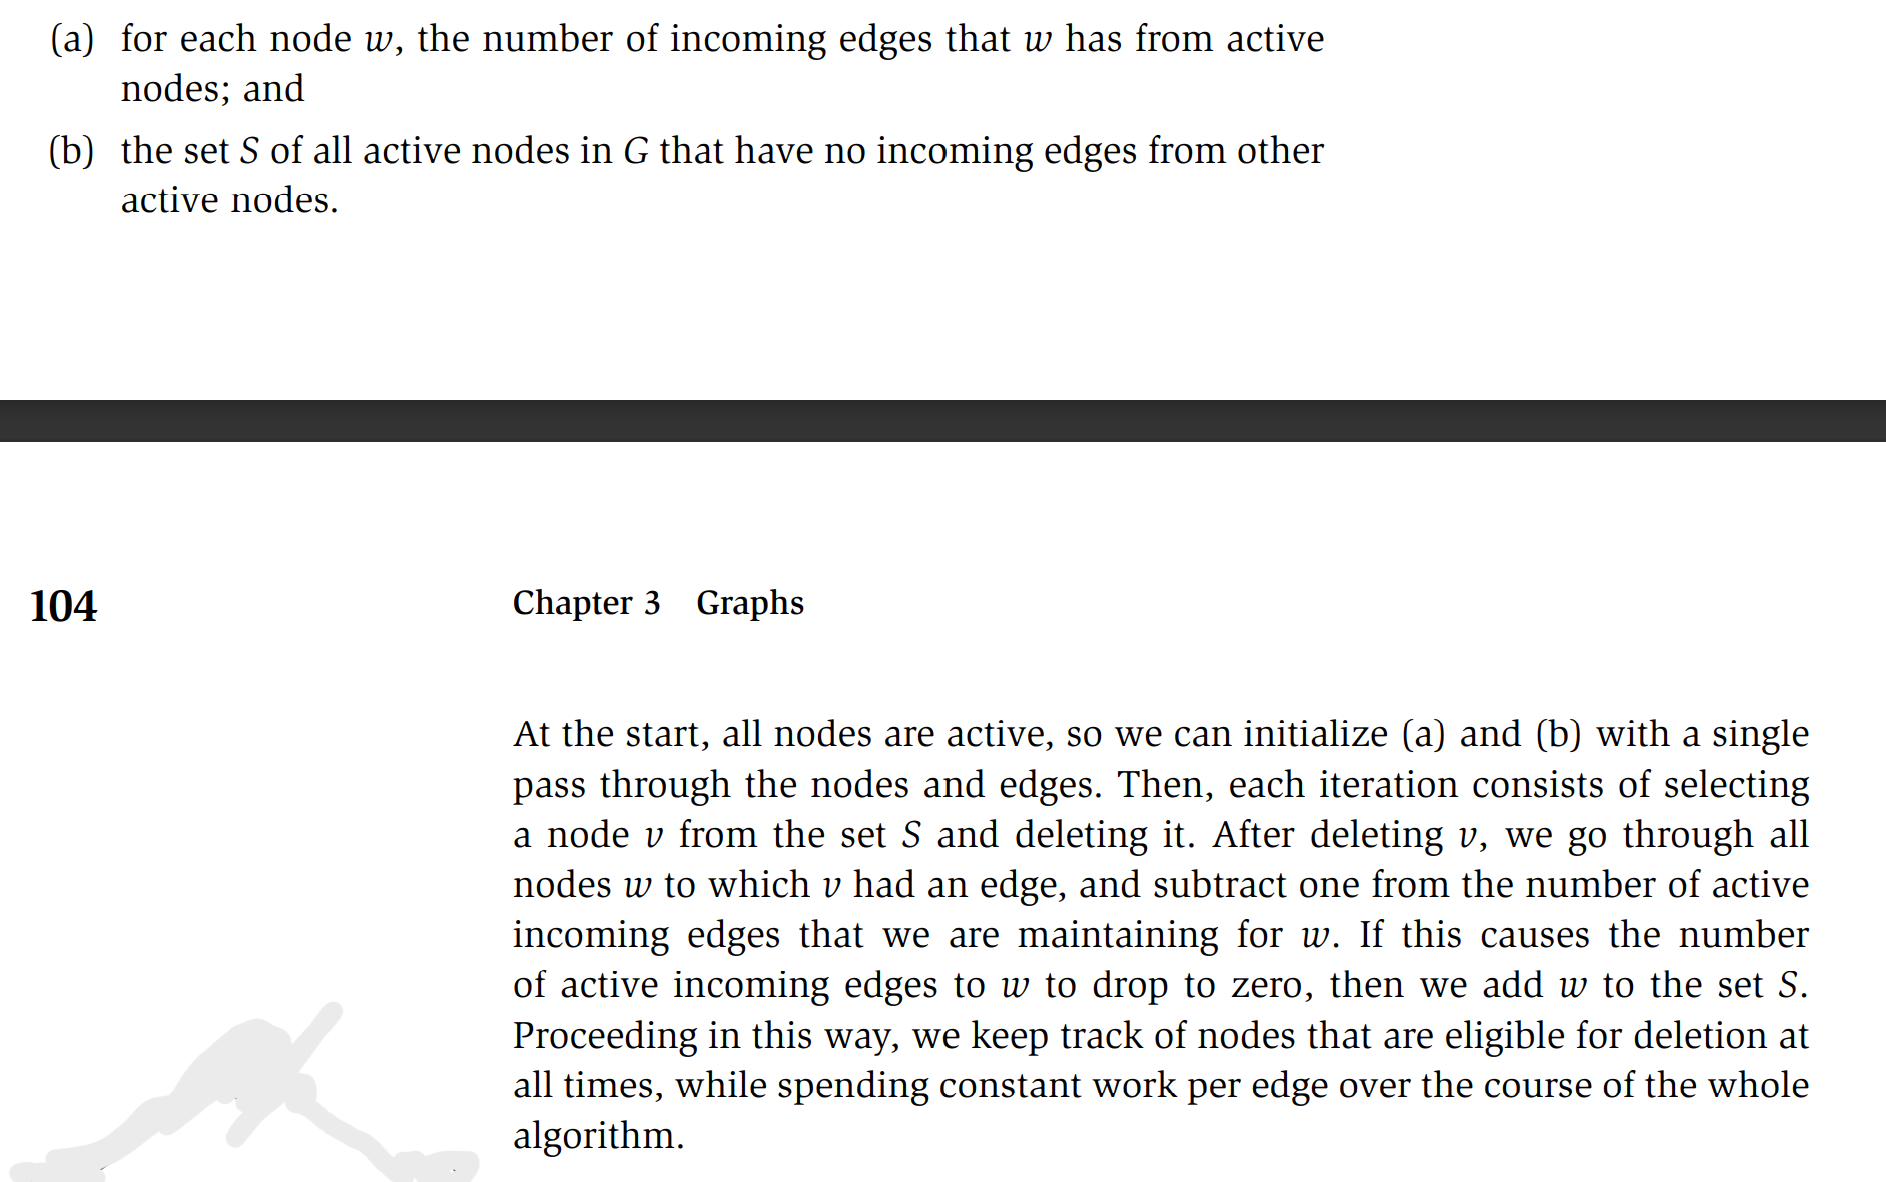 (a) for each node w, the number of incoming edges that w has from active
nodes; and
(b) the set S of all active nodes in G that have no incoming edges from other
active nodes.
104 Chapter 3 Graphs
At the start, all nodes are active, so we can initialize (a) and (b) with a single
pass through the nodes and edges. Then, each iteration consists of selecting
a node v from the set S and deleting it. After deleting v, we go through all
nodes w to which v had an edge, and subtract one from the number of active
incoming edges that we are maintaining for w. If this causes the number
of active incoming edges to w to drop to zero, then we add w to the set S.
Proceeding in this way, we keep track of nodes that are eligible for deletion at
all times, while spending constant work per edge over the course of the whole
algorithm.